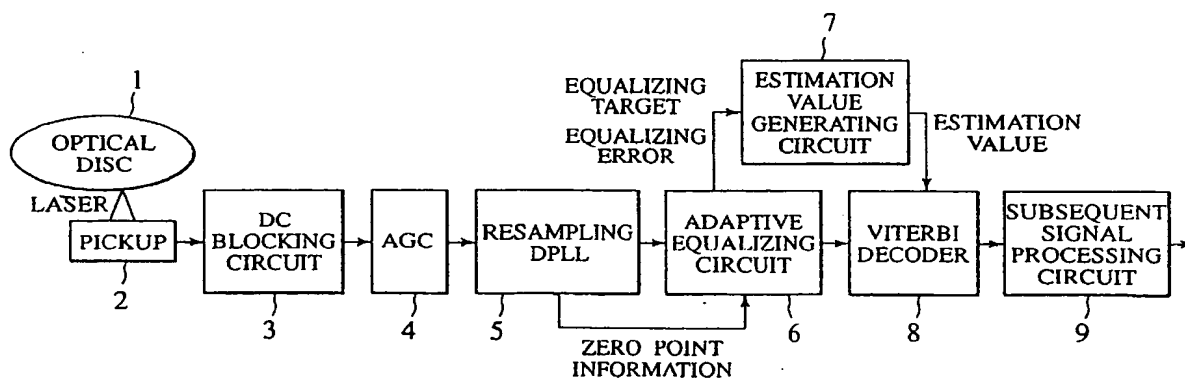 1
OPTICAL
DISC
LASER
PICKUP
2
DC
BLOCKING
CIRCUIT
3
AGC
4
RESAMPLING
DPLL
5
ZERO POINT
INFORMATION
EQUALIZING
TARGET
EQUALIZING
ERROR
ADAPTIVE
EQUALIZING
CIRCUIT
6
7
ESTIMATION
VALUE
GENERATING
CIRCUIT
ESTIMATION
VALUE
VITERBI
DECODER
8
SUBSEQUENT
SIGNAL
PROCESSING
CIRCUIT
9